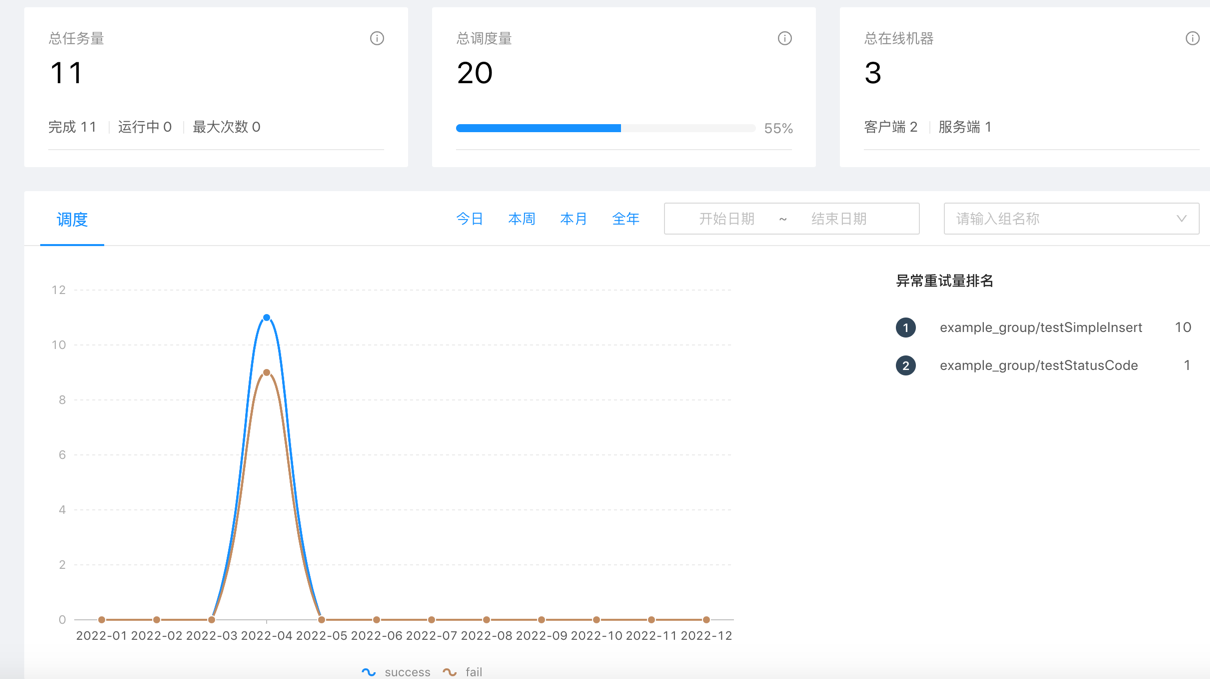 总任务量
11
完成 11 运行中 0 最大次数 0
总调度量
20
55%
总在线机器
3
客户端 2 服务端 1
调度 今日 本周 本月 全年 开始日期 ~ 结束日期 请输入组名称
12
10
8
6
4
2
0
2022-01 2022-02 2022-03 2022-04 2022-05 2022-06 2022-07 2022-08 2022-09 2022-10 2022-11 2022-12
success fail
异常重试量排名
1 example_group/testSimpleInsert 10
2 example_group/testStatusCode 1